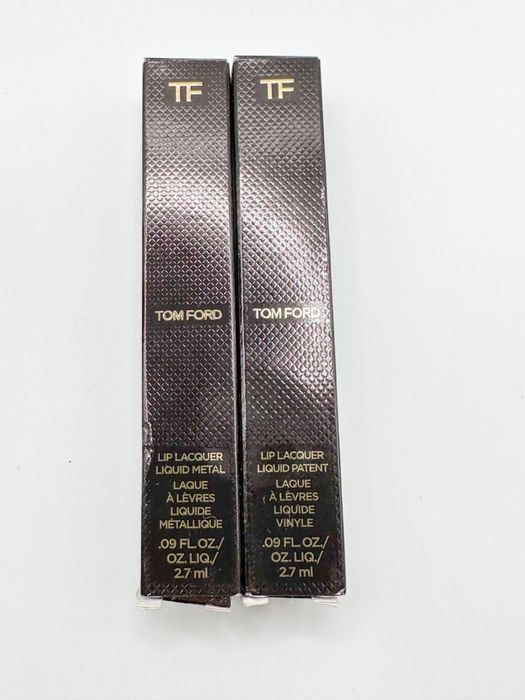 TF
TOM FORD
LIP LACQUER
LIQUID METAL
LAQUE
À LÈVRES
LIQUIDE
MÉTALLIQUE
.09 FL. OZ./
OZ. LIQ./
2.7 ml
TF
TOM FORD
LIP LACQUER
LIQUID PATENT
LAQUE
À LÈVRES
LIQUIDE
VINYLE
.09 FL. OZ./
OZ. LIQ./
2.7 ml